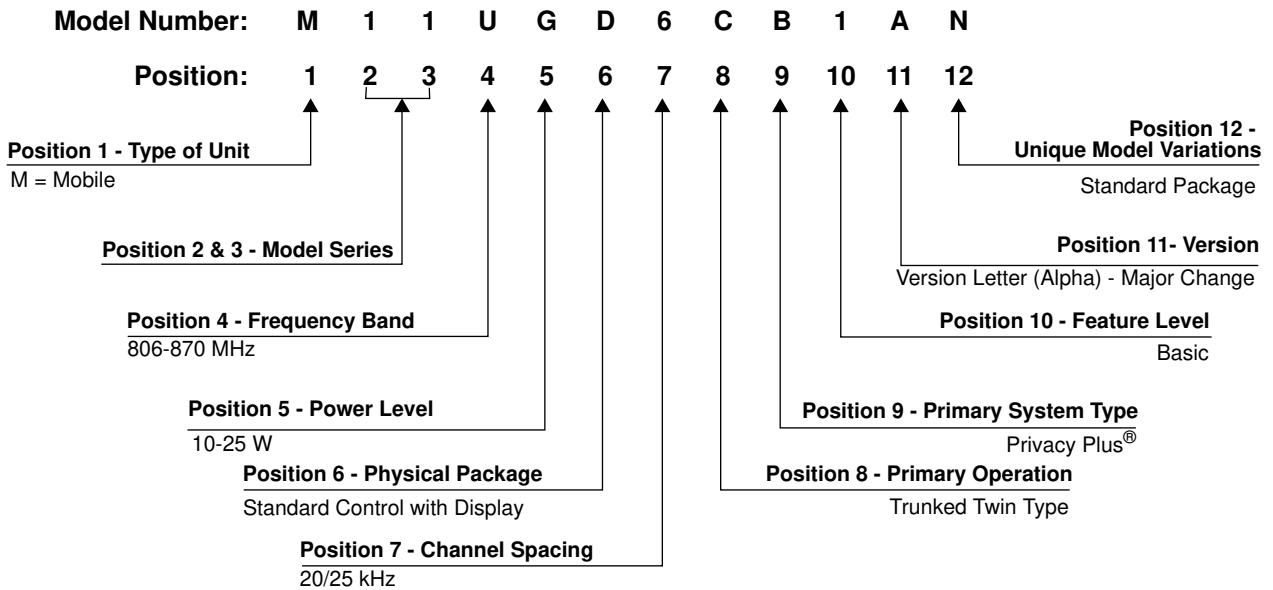 Model Number: M 1 1 U G D 6 C B 1 A N
Position: 1 2 3 4 5 6 7 8 9 10 11 12
Position 1 - Type of Unit
M = Mobile
Position 2 & 3 - Model Series
Position 4 - Frequency Band
806-870 MHz
Position 5 - Power Level
10-25 W
Position 6 - Physical Package
Standard Control with Display
Position 7 - Channel Spacing
20/25 kHz
Position 12 -
Unique Model Variations
Standard Package
Position 11- Version
Version Letter (Alpha) - Major Change
Position 10 - Feature Level
Basic
Position 9 - Primary System Type
Privacy Plus®
Position 8 - Primary Operation
Trunked Twin Type